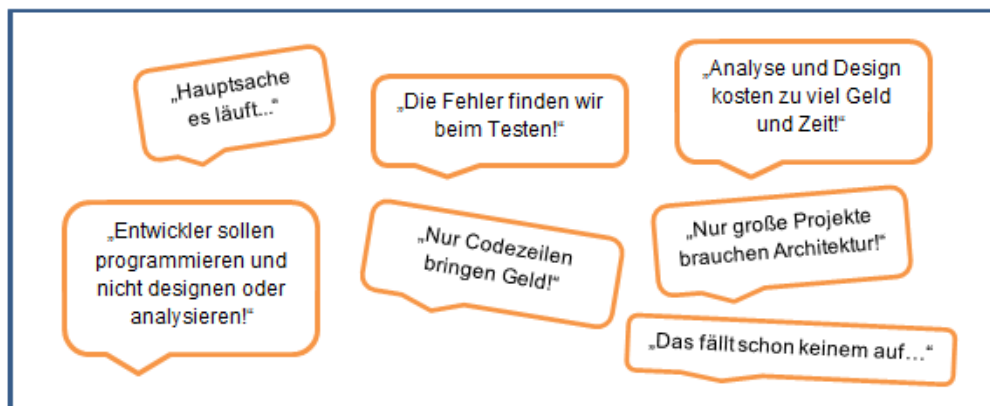 „Hauptsache
es läuft...“
„Die Fehler finden wir
beim Testen!“
„Analyse und Design
kosten zu viel Geld
und Zeit!“
„Entwickler sollen
programmieren und
nicht designen oder
analysieren!“
„Nur Codezeilen
bringen Geld!“
„Nur große Projekte
brauchen Architektur!“
„Das fällt schon keinem auf...“